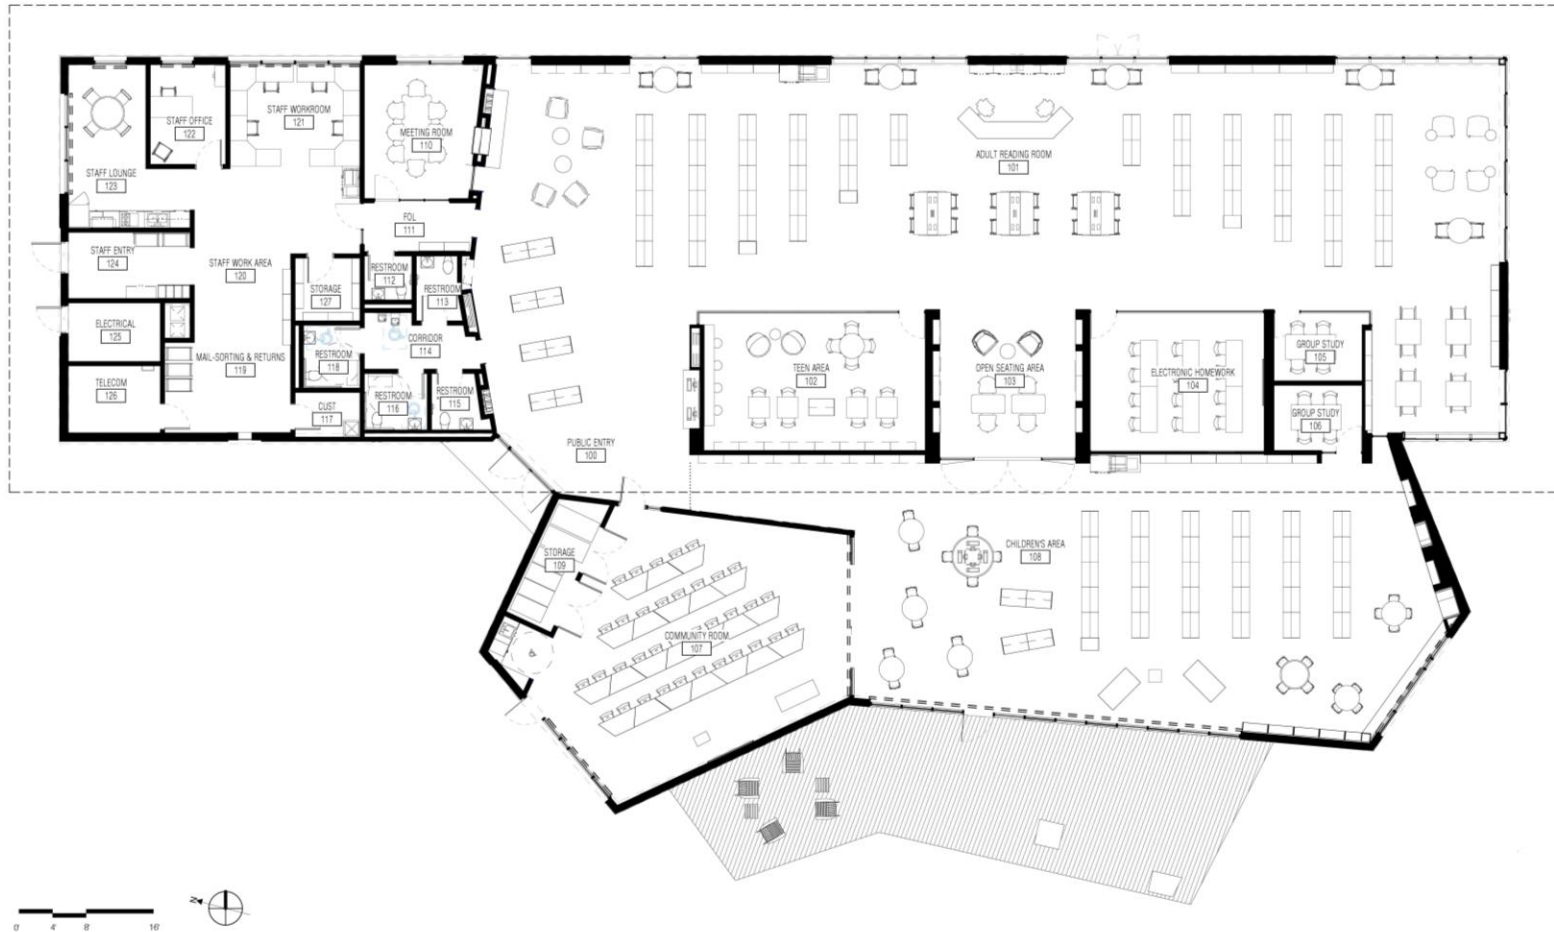 STAFF OFFICE
122
STAFF WORKROOM
121
MEETING ROOM
110
ADULT READING ROOM
101
STAFF LOUNGE
123
FOL
111
STAFF ENTRY
124
STAFF WORK AREA
120
RESTROOM
112
RESTROOM
113
STORAGE
127
ELECTRICAL
125
CORRIDOR
114
MAIL-SORTING & RETURNS
119
RESTROOM
118
TELECOM
126
RESTROOM
116
RESTROOM
115
CUST
117
TEEN AREA
102
OPEN SEATING AREA
103
ELECTRONIC HOMEWORK
104
GROUP STUDY
105
GROUP STUDY
106
PUBLIC ENTRY
100
STORAGE
109
CHILDREN'S AREA
108
COMMUNITY ROOM
107
N
0' 4' 8' 16'